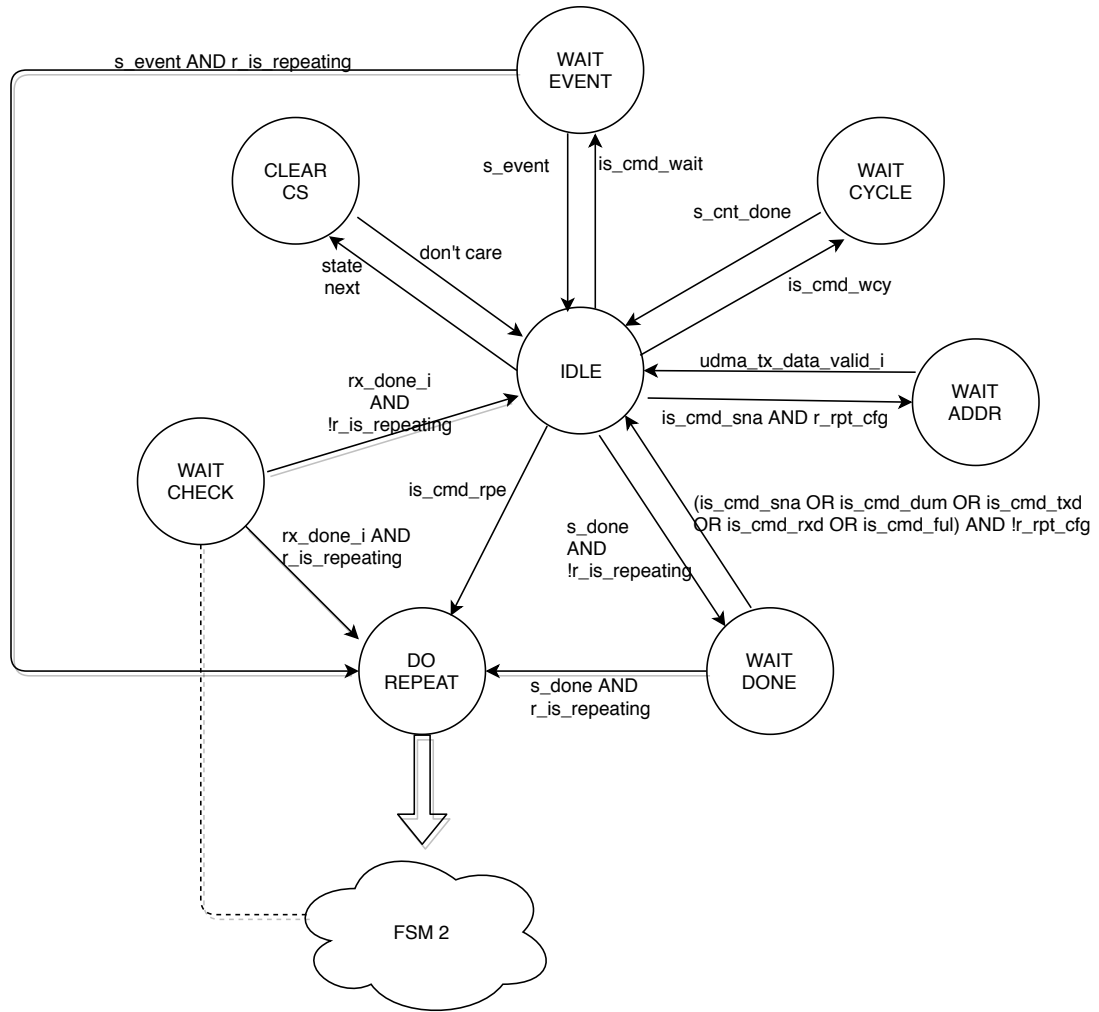 WAIT
EVENT
s_event AND r_is_repeating
CLEAR
CS
s_event
is_cmd_wait
WAIT
CYCLE
s_cnt_done
don't care
state
next
is_cmd_wcy
IDLE
udma_tx_data_valid_i
WAIT
ADDR
is_cmd_sna AND r_rpt_cfg
rx_done_i
AND
!r_is_repeating
WAIT
CHECK
is_cmd_rpe
(is_cmd_sna OR is_cmd_dum OR is_cmd_txd
OR is_cmd_rxd OR is_cmd_ful) AND !r_rpt_cfg
rx_done_i AND
r_is_repeating
s_done
AND
!r_is_repeating
DO
REPEAT
WAIT
DONE
s_done AND
r_is_repeating
FSM 2